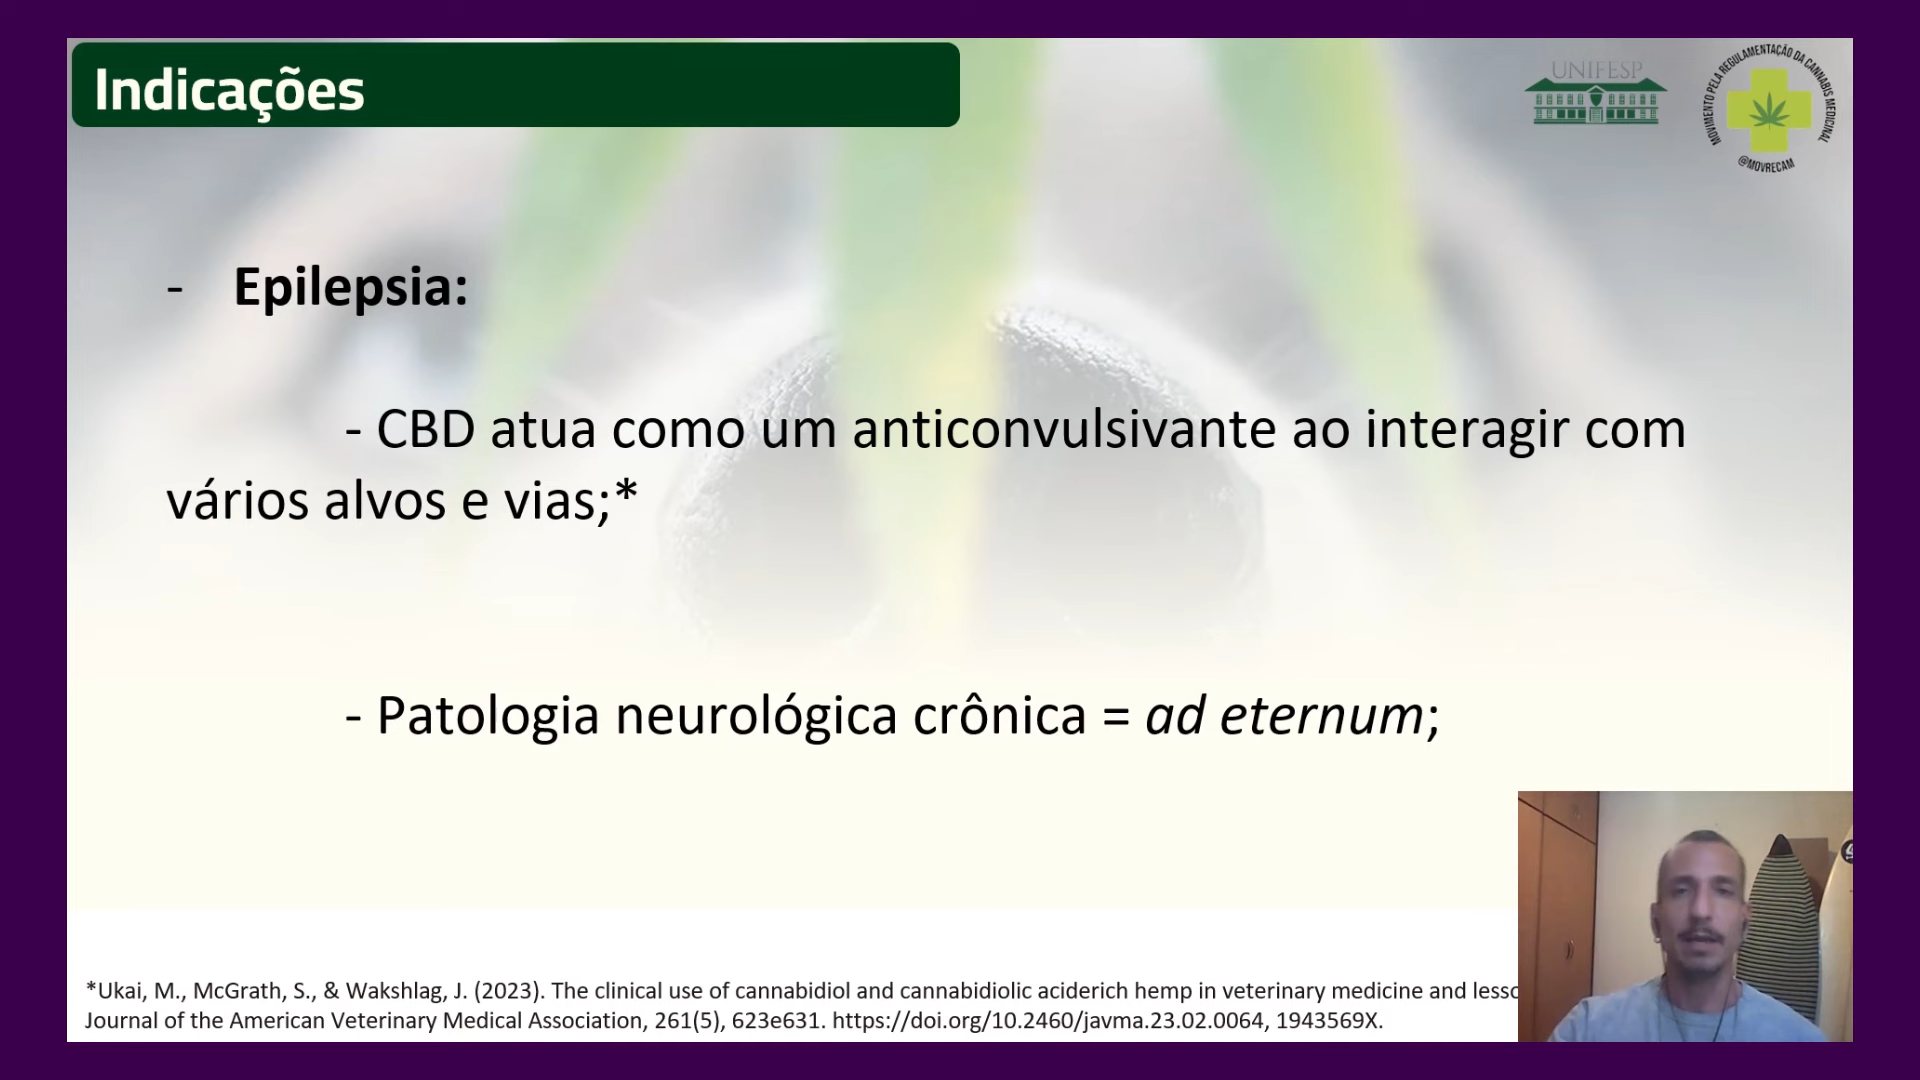 Indicações
UNIFESP
MOVIMENTO PELA REGULAMENTAÇÃO DA CANNABIS MEDICINAL
@MOVRECAM
- Epilepsia:
- CBD atua como um anticonvulsivante ao interagir com
vários alvos e vias;*
- Patologia neurológica crônica = ad eternum;
*Ukai, M., McGrath, S., & Wakshlag, J. (2023). The clinical use of cannabidiol and cannabidiolic aciderich hemp in veterinary medicine and
Journal of the American Veterinary Medical Association, 261(5), 623e631. https://doi.org/10.2460/javma.23.02.0064, 1943569X.